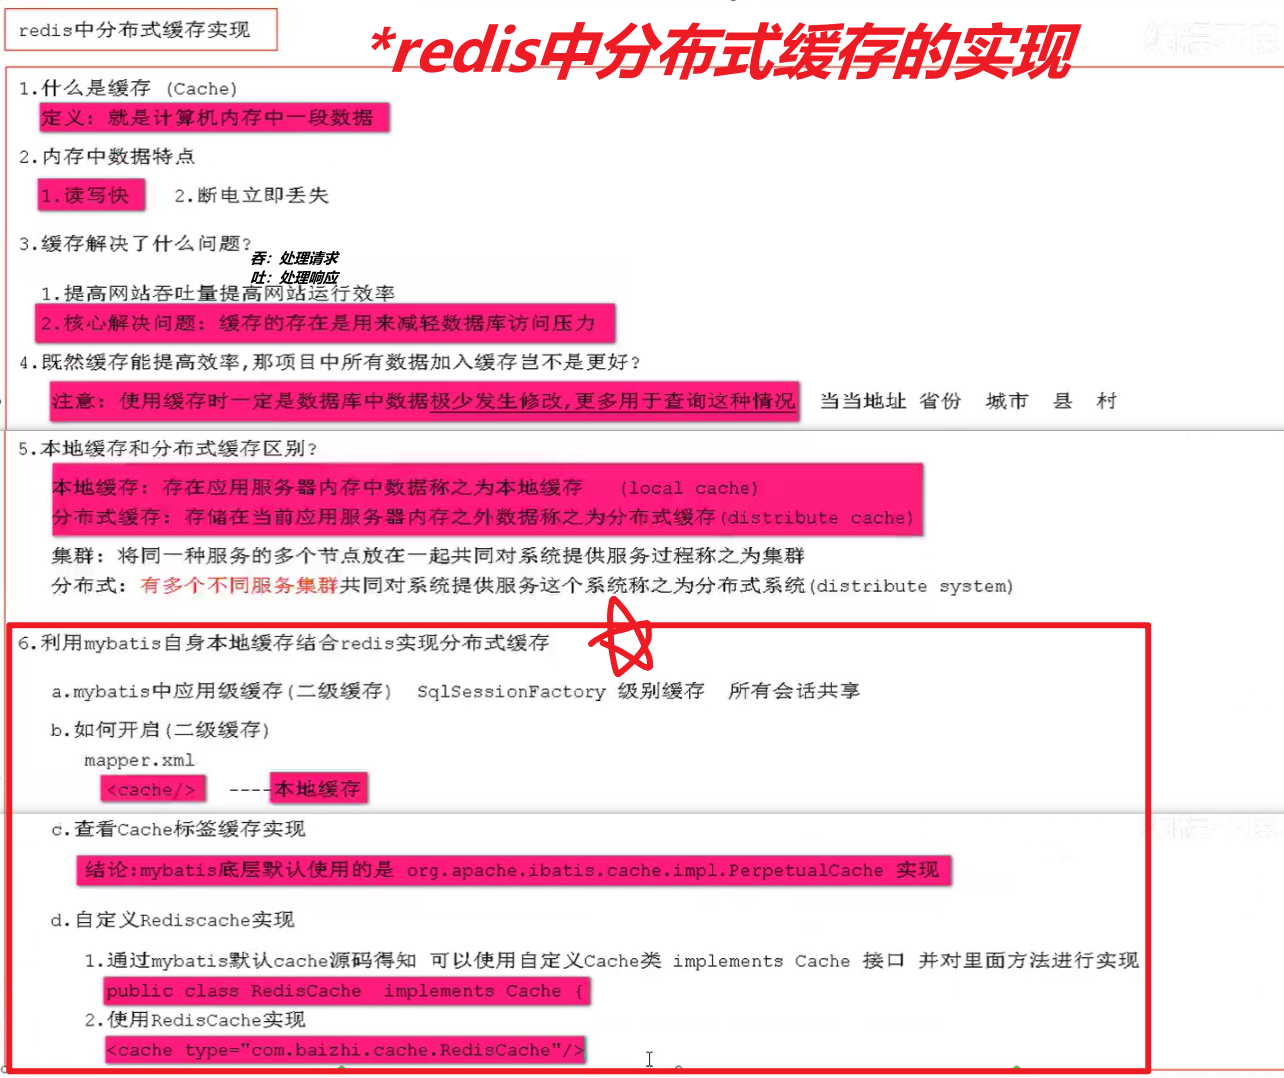 redis中分布式缓存实现
*redis中分布式缓存的实现
1.什么是缓存 (Cache)
定义: 就是计算机内存中一段数据
2.内存中数据特点
1.读写快 2.断电立即丢失
3.缓存解决了什么问题?
吞: 处理请求
吐: 处理响应
1.提高网站吞吐量提高网站运行效率
2.核心解决问题: 缓存的存在是用来减轻数据库访问压力
4.既然缓存能提高效率,那项目中所有数据加入缓存岂不是更好?
注意: 使用缓存时一定是数据库中数据极少发生修改,更多用于查询这种情况 当当地址 省份 城市 县 村
5.本地缓存和分布式缓存区别?
本地缓存: 存在应用服务器内存中数据称之为本地缓存 (local cache)
分布式缓存: 存储在当前应用服务器内存之外数据称之为分布式缓存(distribute cache)
集群: 将同一种服务的多个节点放在一起共同对系统提供服务过程称之为集群
分布式: 有多个不同服务集群共同对系统提供服务这个系统称之为分布式系统(distribute system)
6.利用mybatis自身本地缓存结合redis实现分布式缓存
a.mybatis中应用级缓存(二级缓存) SqlSessionFactory 级别缓存 所有会话共享
b.如何开启(二级缓存)
mapper.xml
<cache/> ----本地缓存
c.查看Cache标签缓存实现
结论:mybatis底层默认使用的是 org.apache.ibatis.cache.impl.PerpetualCache 实现
d.自定义Rediscache实现
1.通过mybatis默认cache源码得知 可以使用自定义Cache类 implements Cache 接口 并对里面方法进行实现
public class RedisCache implements Cache {
2.使用RedisCache实现
<cache type="com.baizhi.cache.RedisCache"/>